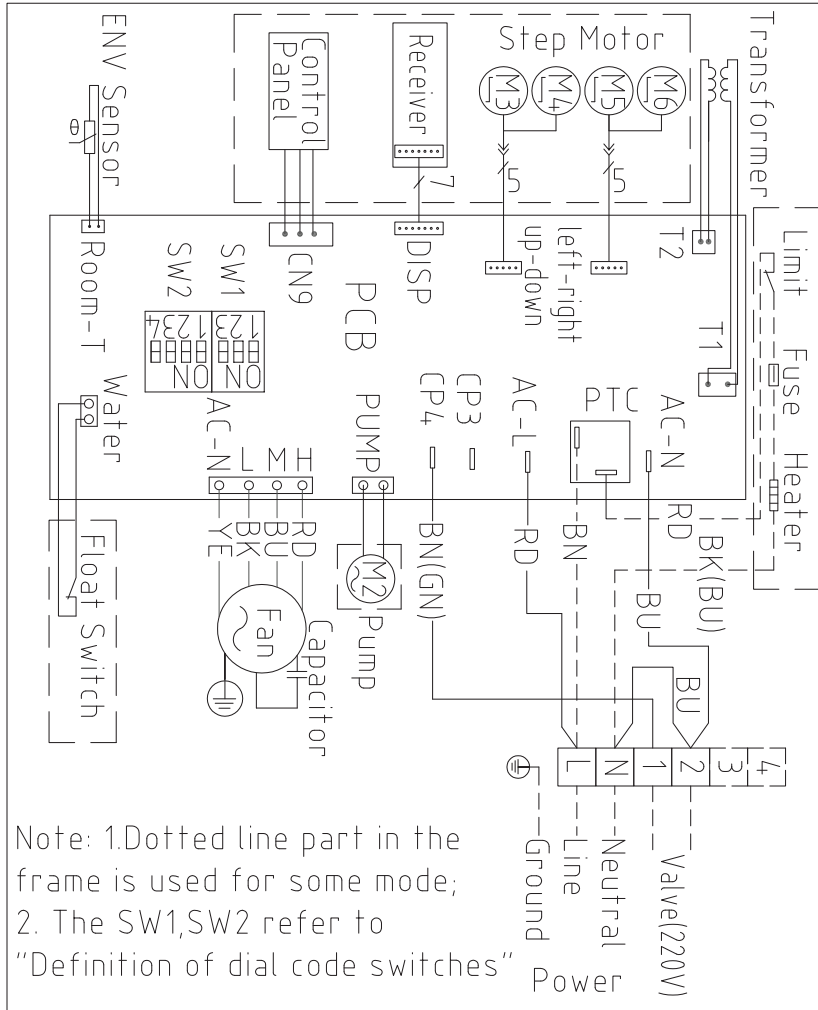 ENV Sensor
θ
Control
Panel
Receiver
Step Motor
M3
M4
M5
M6
Transformer
7
5
5
Room-T
SW2
SW1
CN9
DISP
up-down
left-right
T2
T1
Limit
Fuse
Heater
1234
ON
123
ON
PCB
Water
AC-N
L
M
H
PUMP
CP4
CP3
AC-L
PTC
AC-N
YE
BK
BU
RD
BN(GN)
RD
BN
RD
BK(BU)
BU
BU
Float Switch
Fan
Capacitor
M2
Pump
L
N
1
2
3
4
Ground
Line
Neutral
Valve(220V)
Power
Note: 1.Dotted line part in the
frame is used for some mode;
2. The SW1,SW2 refer to
"Definition of dial code switches"